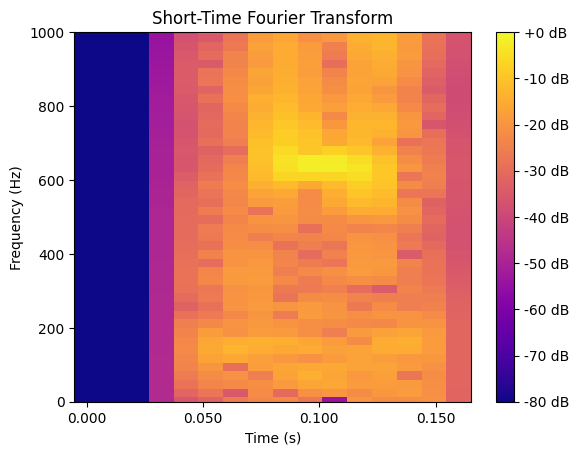 Short-Time Fourier Transform
1000
800
600
400
200
0
Frequency (Hz)
0.000
0.050
0.100
0.150
Time (s)
+0 dB
-10 dB
-20 dB
-30 dB
-40 dB
-50 dB
-60 dB
-70 dB
-80 dB